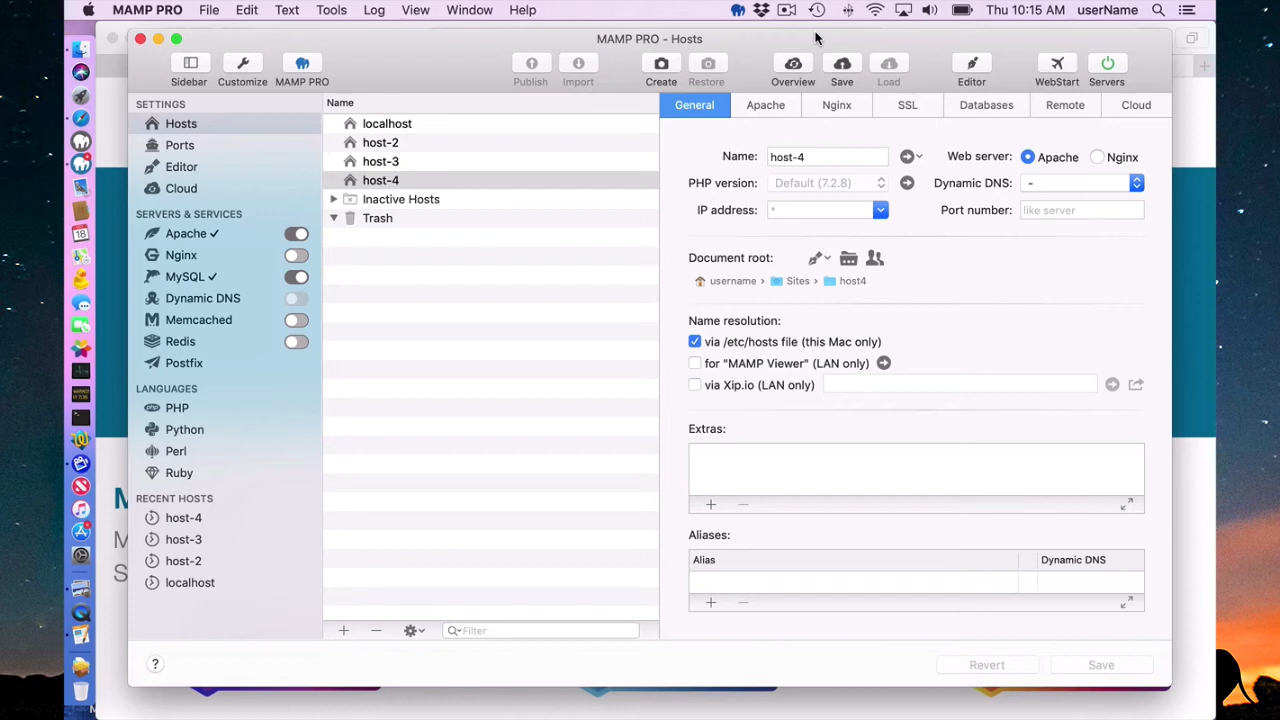 MAMP PRO File Edit Text Tools Log View Window Help Thu 10:15 AM userName
MAMP PRO - Hosts
Sidebar Customize MAMP PRO Publish Import Create Restore Overview Save Load Editor WebStart Servers
SETTINGS
Hosts
Ports
Editor
Cloud
SERVERS & SERVICES
Apache ✓
Nginx
MySQL ✓
Dynamic DNS
Memcached
Redis
Postfix
LANGUAGES
PHP
Python
Perl
Ruby
RECENT HOSTS
host-4
host-3
host-2
localhost
Name
localhost
host-2
host-3
host-4
Inactive Hosts
Trash
Filter
General Apache Nginx SSL Databases Remote Cloud
Name: host-4 Web server: Apache Nginx
PHP version: Default (7.2.8) Dynamic DNS: -
IP address: * Port number: like server
Document root:
username › Sites › host4
Name resolution:
via /etc/hosts file (this Mac only)
for "MAMP Viewer" (LAN only)
via Xip.io (LAN only)
Extras:
Aliases:
Alias Dynamic DNS
? Revert Save